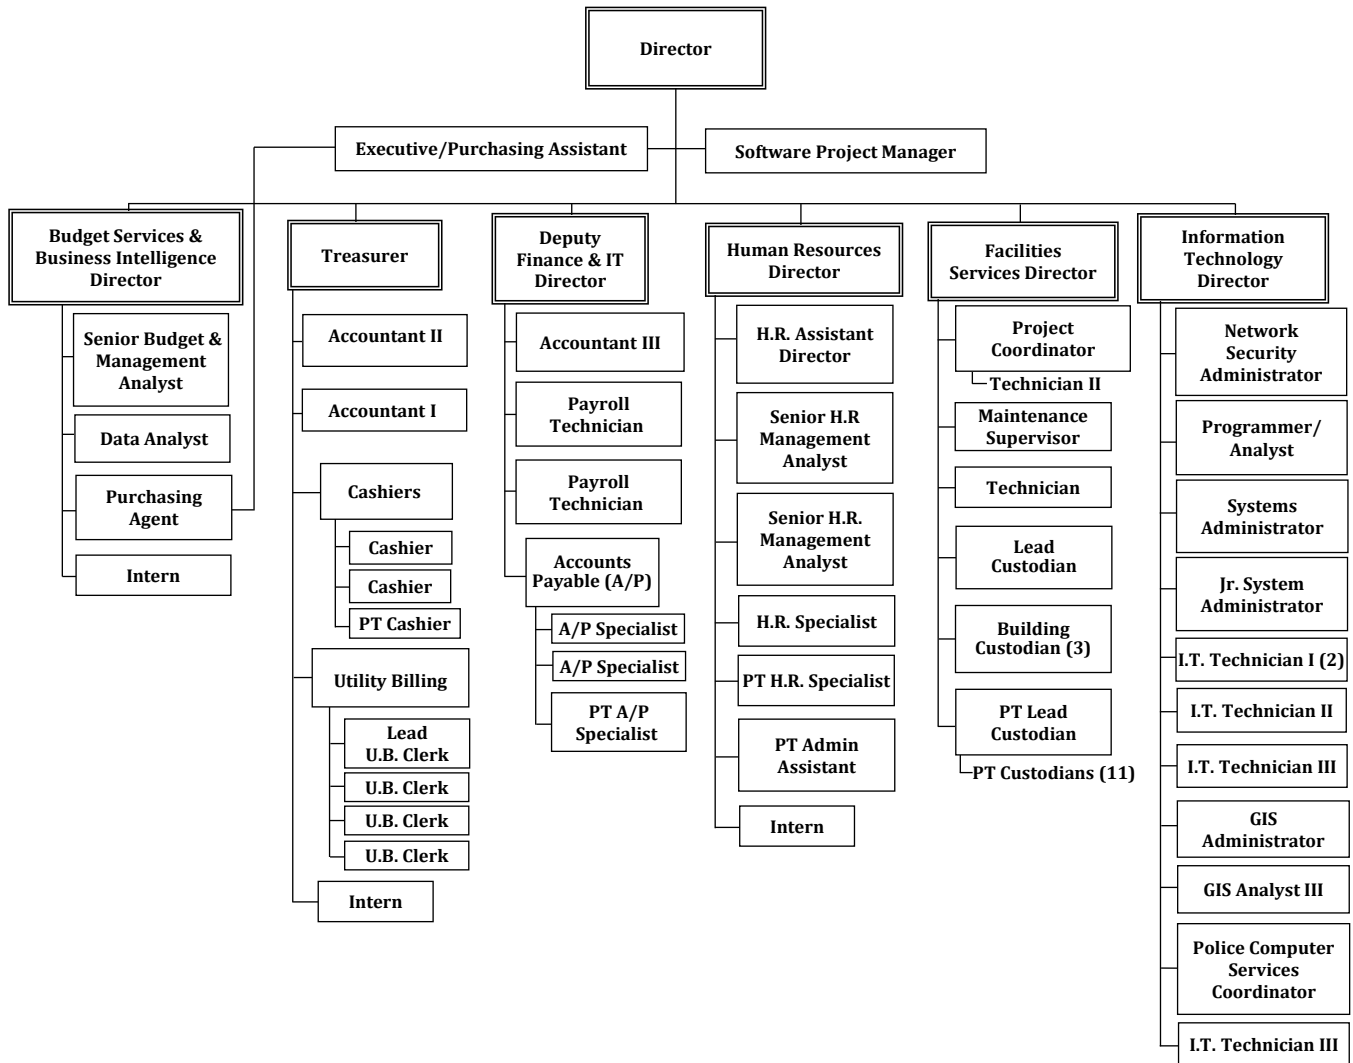 Director
Executive/Purchasing Assistant
Software Project Manager
Budget Services &
Business Intelligence
Director
Senior Budget &
Management
Analyst
Data Analyst
Purchasing
Agent
Intern
Treasurer
Accountant II
Accountant I
Cashiers
Cashier
Cashier
PT Cashier
Utility Billing
Lead
U.B. Clerk
U.B. Clerk
U.B. Clerk
U.B. Clerk
Intern
Deputy
Finance & IT
Director
Accountant III
Payroll
Technician
Payroll
Technician
Accounts
Payable (A/P)
A/P Specialist
A/P Specialist
PT A/P
Specialist
Human Resources
Director
H.R. Assistant
Director
Senior H.R
Management
Analyst
Senior H.R.
Management
Analyst
H.R. Specialist
PT H.R. Specialist
PT Admin
Assistant
Intern
Facilities
Services Director
Project
Coordinator
Technician II
Maintenance
Supervisor
Technician
Lead
Custodian
Building
Custodian (3)
PT Lead
Custodian
PT Custodians (11)
Information
Technology
Director
Network
Security
Administrator
Programmer/
Analyst
Systems
Administrator
Jr. System
Administrator
I.T. Technician I (2)
I.T. Technician II
I.T. Technician III
GIS
Administrator
GIS Analyst III
Police Computer
Services
Coordinator
I.T. Technician III